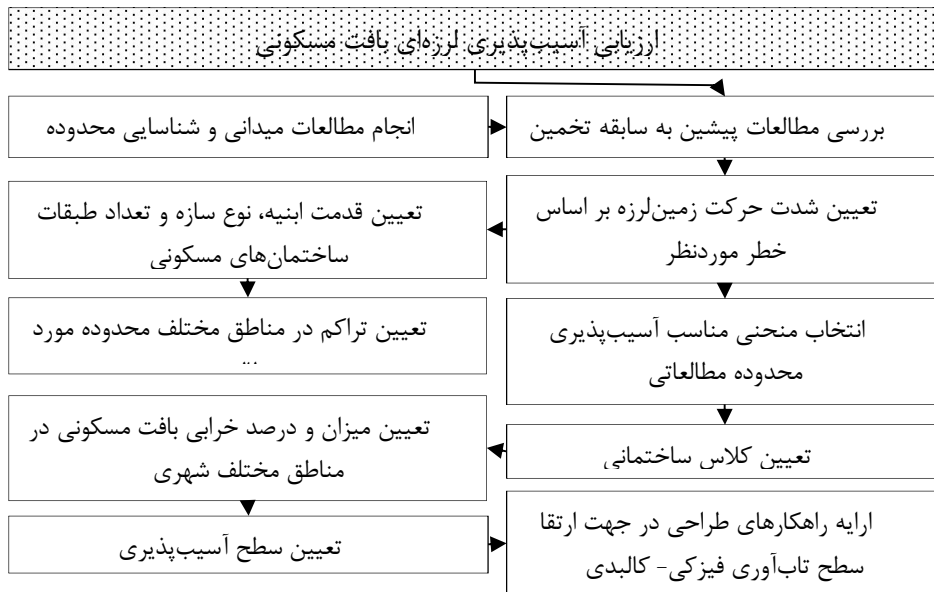 ارزیابی آسیب‌پذیری لرزه‌ای بافت مسکونی
بررسی مطالعات پیشین به سابقه تخمین
انجام مطالعات میدانی و شناسایی محدوده
تعیین شدت حرکت زمین‌لرزه بر اساس
خطر موردنظر
تعیین قدمت ابنیه، نوع سازه و تعداد طبقات
ساختمان‌های مسکونی
انتخاب منحنی مناسب آسیب‌پذیری
محدوده مطالعاتی
تعیین تراکم در مناطق مختلف محدوده مورد
تعیین کلاس ساختمانی
تعیین میزان و درصد خرابی بافت مسکونی در
مناطق مختلف شهری
تعیین سطح آسیب‌پذیری
ارایه راهکارهای طراحی در جهت ارتقا
سطح تاب‌آوری فیزکی- کالبدی